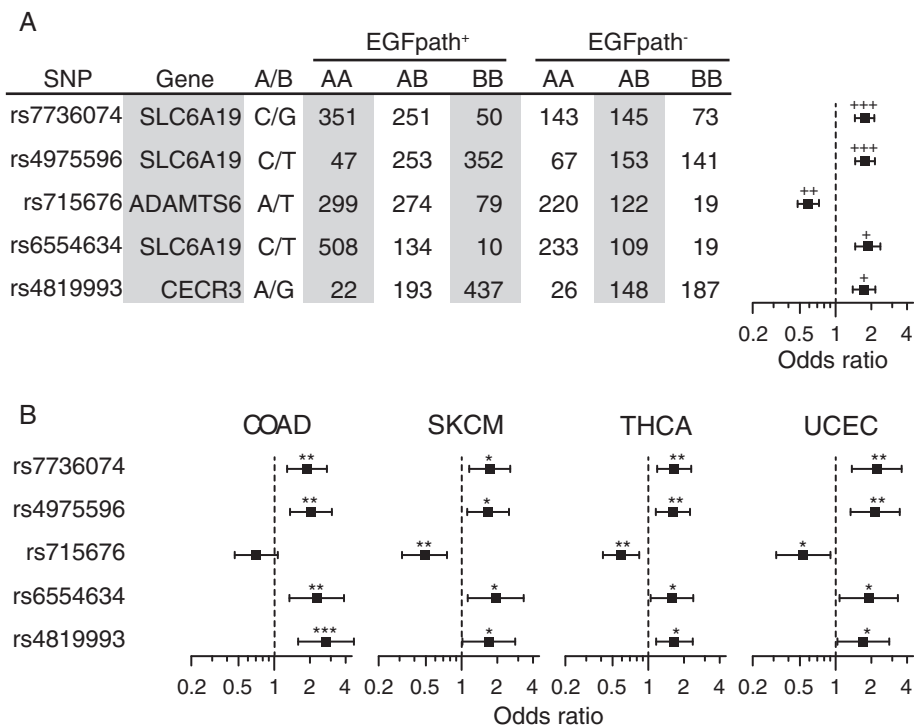 A
EGFpath+ EGFpath-
SNP Gene A/B AA AB BB AA AB BB
rs7736074 SLC6A19 C/G 351 251 50 143 145 73 +++
rs4975596 SLC6A19 C/T 47 253 352 67 153 141 +++
rs715676 ADAMTS6 A/T 299 274 79 220 122 19 ++
rs6554634 SLC6A19 C/T 508 134 10 233 109 19 +
rs4819993 CECR3 A/G 22 193 437 26 148 187 +
0.2 0.5 1 2 4
Odds ratio
B
COAD SKCM THCA UCEC
rs7736074 ** * ** **
rs4975596 ** * ** **
rs715676 ** ** *
rs6554634 ** * * *
rs4819993 *** * * *
0.2 0.5 1 2 4 0.2 0.5 1 2 4 0.2 0.5 1 2 4 0.2 0.5 1 2 4
Odds ratio